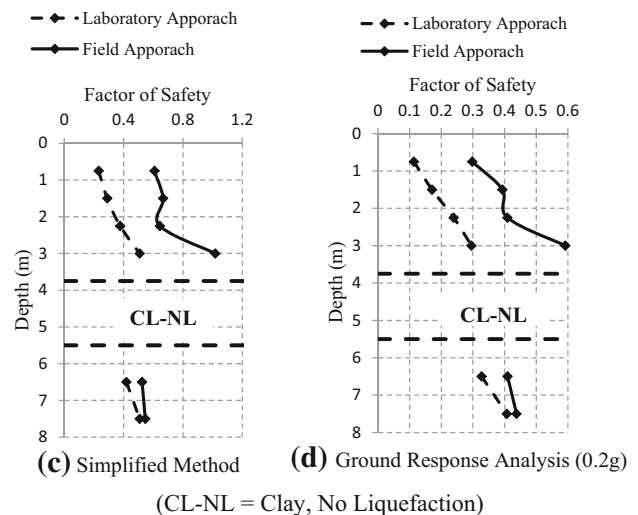 Laboratory Apporach
Field Apporach
Factor of Safety
0 0.4 0.8 1.2
0
1
2
3
4
5
6
7
8
Depth (m)
CL-NL
(c) Simplified Method
Laboratory Apporach
Field Apporach
Factor of Safety
0 0.1 0.2 0.3 0.4 0.5 0.6
0
1
2
3
4
5
6
7
8
Depth (m)
CL-NL
(d) Ground Response Analysis (0.2g)
(CL-NL = Clay, No Liquefaction)